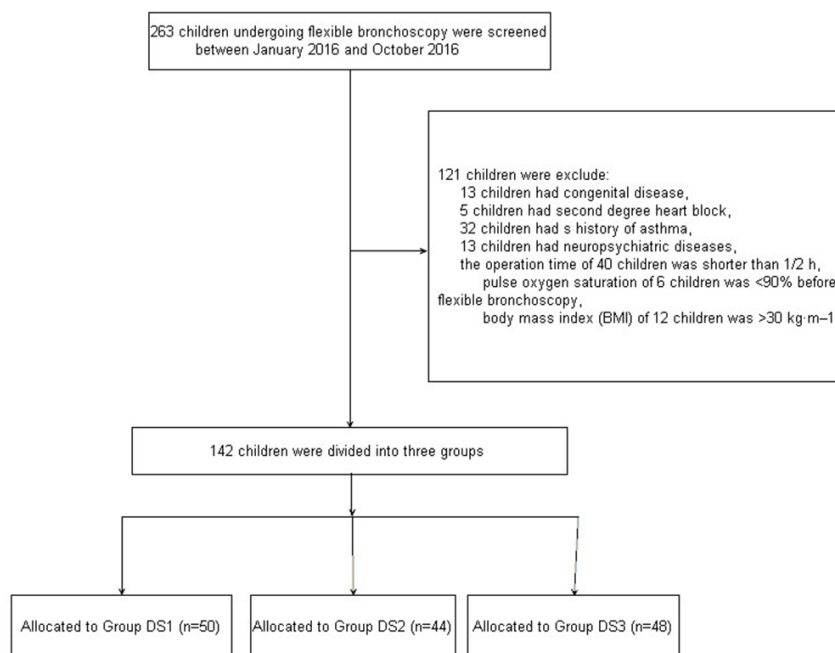 263 children undergoing flexible bronchoscopy were screened
between January 2016 and October 2016
121 children were exclude:
13 children had congenital disease,
5 children had second degree heart block,
32 children had s history of asthma,
13 children had neuropsychiatric diseases,
the operation time of 40 children was shorter than 1/2 h,
pulse oxygen saturation of 6 children was <90% before
flexible bronchoscopy,
body mass index (BMI) of 12 children was >30 kg·m–1
142 children were divided into three groups
Allocated to Group DS1 (n=50)
Allocated to Group DS2 (n=44)
Allocated to Group DS3 (n=48)